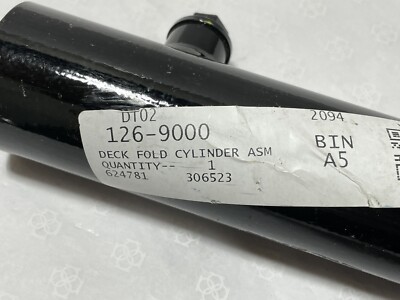 DT02 2094
126-9000 BIN
DECK FOLD CYLINDER ASM A5
QUANTITY-- 1
624781 306523